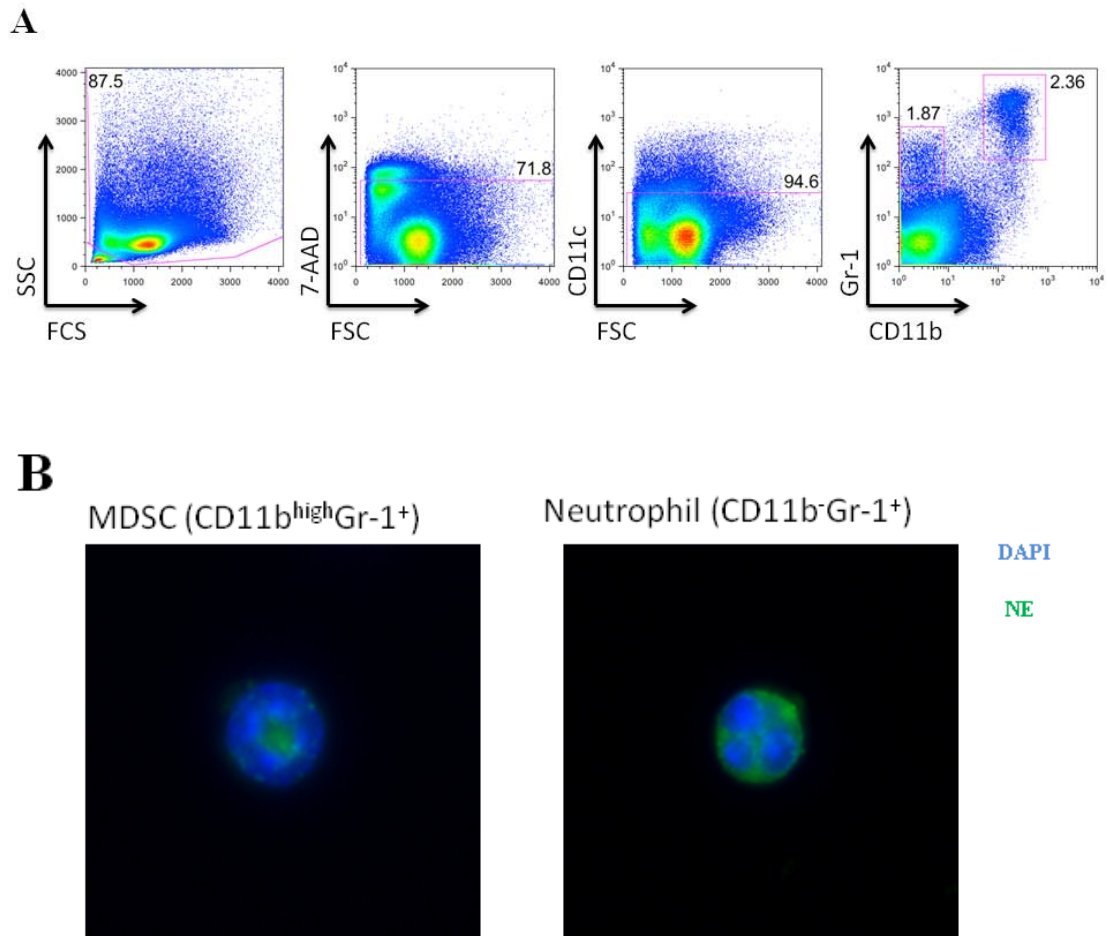 A
87.5
4000
3000
2000
1000
0
0 1000 2000 3000 4000
SSC
FCS
71.8
10⁴
10³
10²
10¹
10⁰
0 1000 2000 3000 4000
7-AAD
FSC
94.6
10⁴
10³
10²
10¹
10⁰
0 1000 2000 3000 4000
CD11c
FSC
1.87
2.36
10⁴
10³
10²
10¹
10⁰
10⁰ 10¹ 10² 10³ 10⁴
Gr-1
CD11b
B
MDSC (CD11bʰⁱᵍʰGr-1⁺)
Neutrophil (CD11b⁻Gr-1⁺)
DAPI
NE